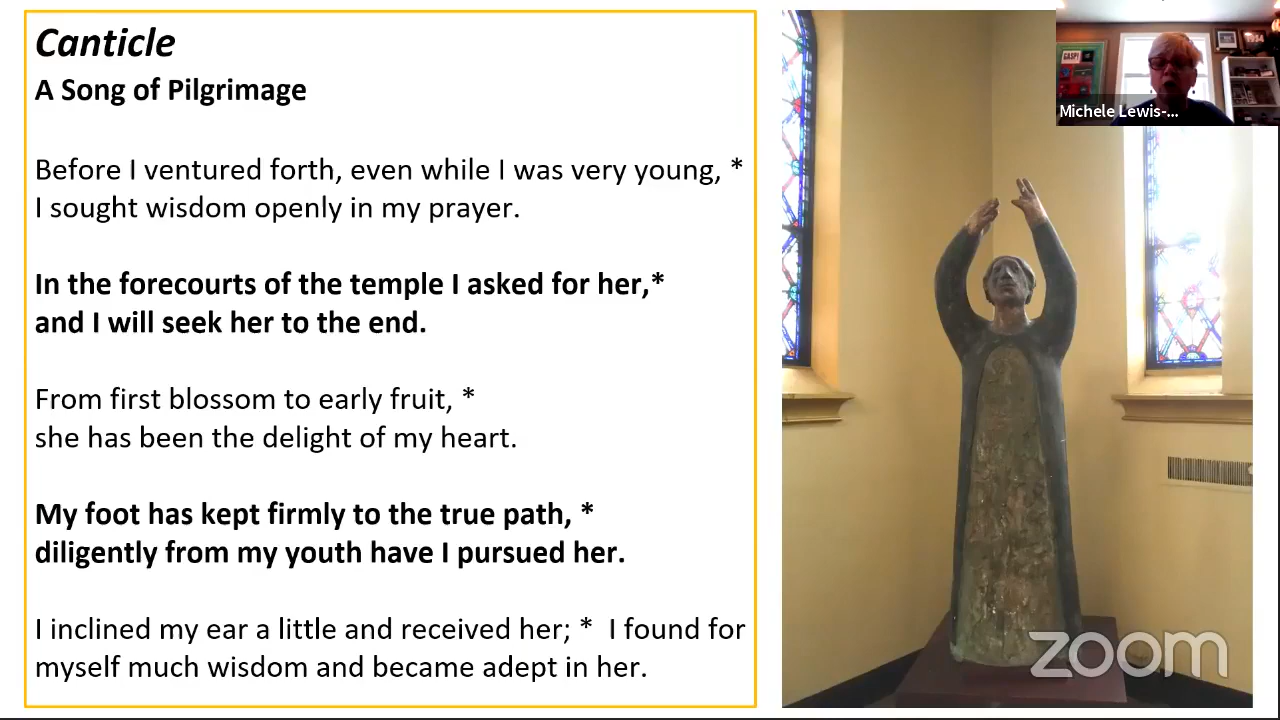 Canticle
A Song of Pilgrimage
Before I ventured forth, even while I was very young, *
I sought wisdom openly in my prayer.
In the forecourts of the temple I asked for her,*
and I will seek her to the end.
From first blossom to early fruit, *
she has been the delight of my heart.
My foot has kept firmly to the true path, *
diligently from my youth have I pursued her.
I inclined my ear a little and received her; * I found for
myself much wisdom and became adept in her.
GASP!
1954
Michele Lewis-...
zoom